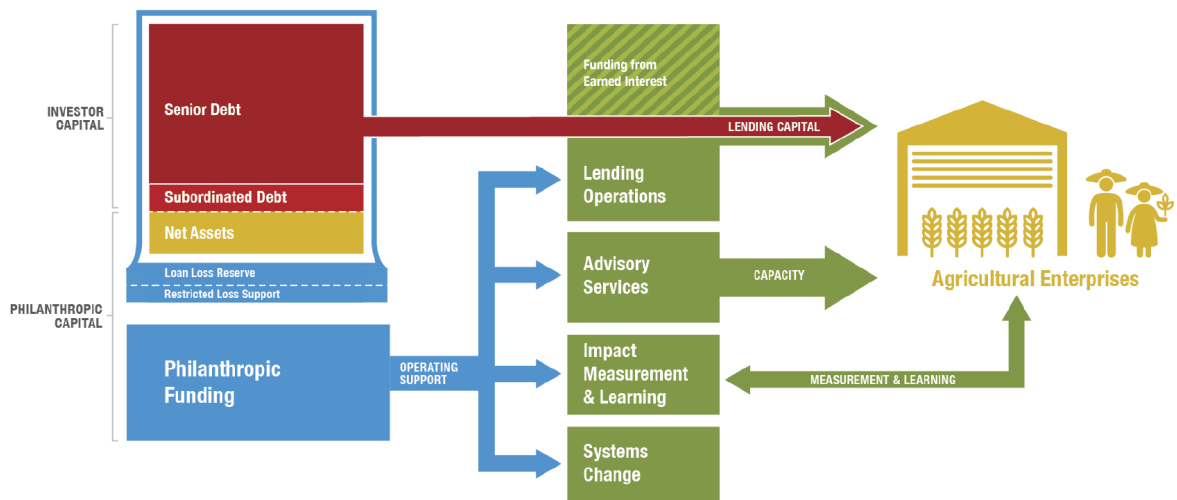 INVESTOR
CAPITAL
PHILANTHROPIC
CAPITAL
Senior Debt
Subordinated Debt
Net Assets
Loan Loss Reserve
Restricted Loss Support
Philanthropic
Funding
OPERATING
SUPPORT
Funding from
Earned Interest
LENDING CAPITAL
Lending
Operations
Advisory
Services
CAPACITY
Impact
Measurement
& Learning
MEASUREMENT & LEARNING
Systems
Change
Agricultural Enterprises